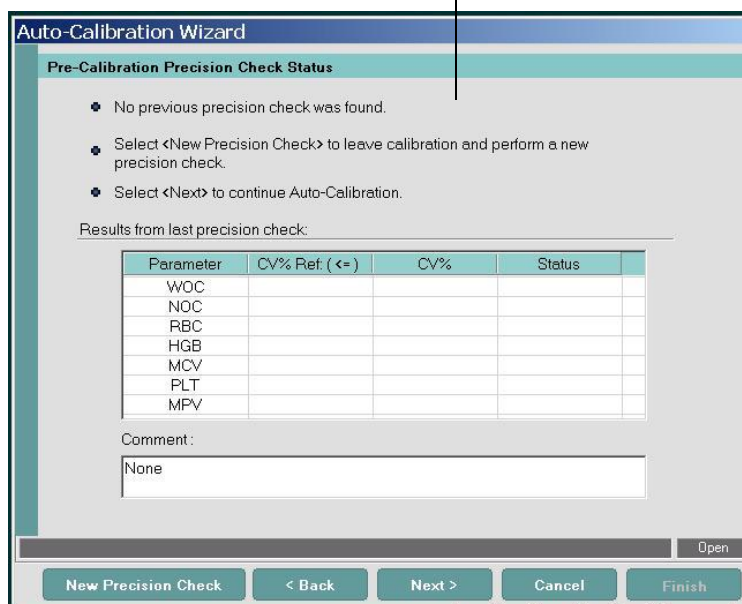 Auto-Calibration Wizard
Pre-Calibration Precision Check Status
No previous precision check was found.
Select <New Precision Check> to leave calibration and perform a new
precision check.
Select <Next> to continue Auto-Calibration.
Results from last precision check:
Parameter CV% Ref: ( <= ) CV% Status
WOC
NOC
RBC
HGB
MCV
PLT
MPV
Comment :
None
Open
New Precision Check < Back Next > Cancel Finish